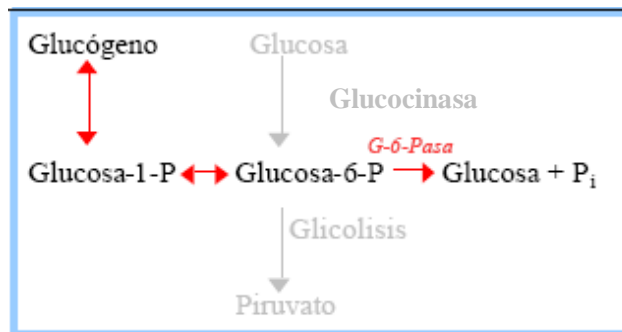 Glucógeno Glucosa
Glucocinasa
G-6-Pasa
Glucosa-1-P Glucosa-6-P Glucosa + Pi
Glicolisis
Piruvato